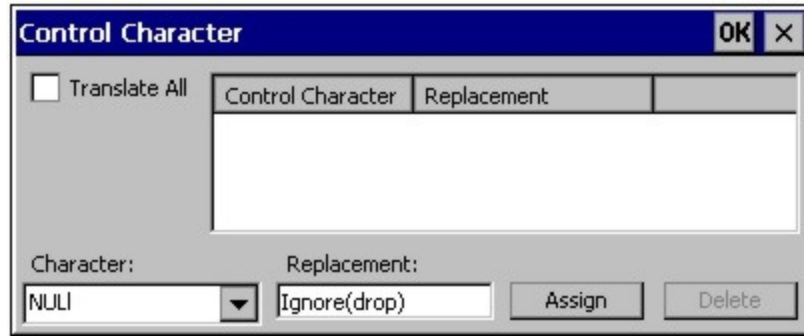 Control Character OK ×
Translate All
Control Character Replacement
Character: Replacement:
NULl Ignore(drop) Assign Delete